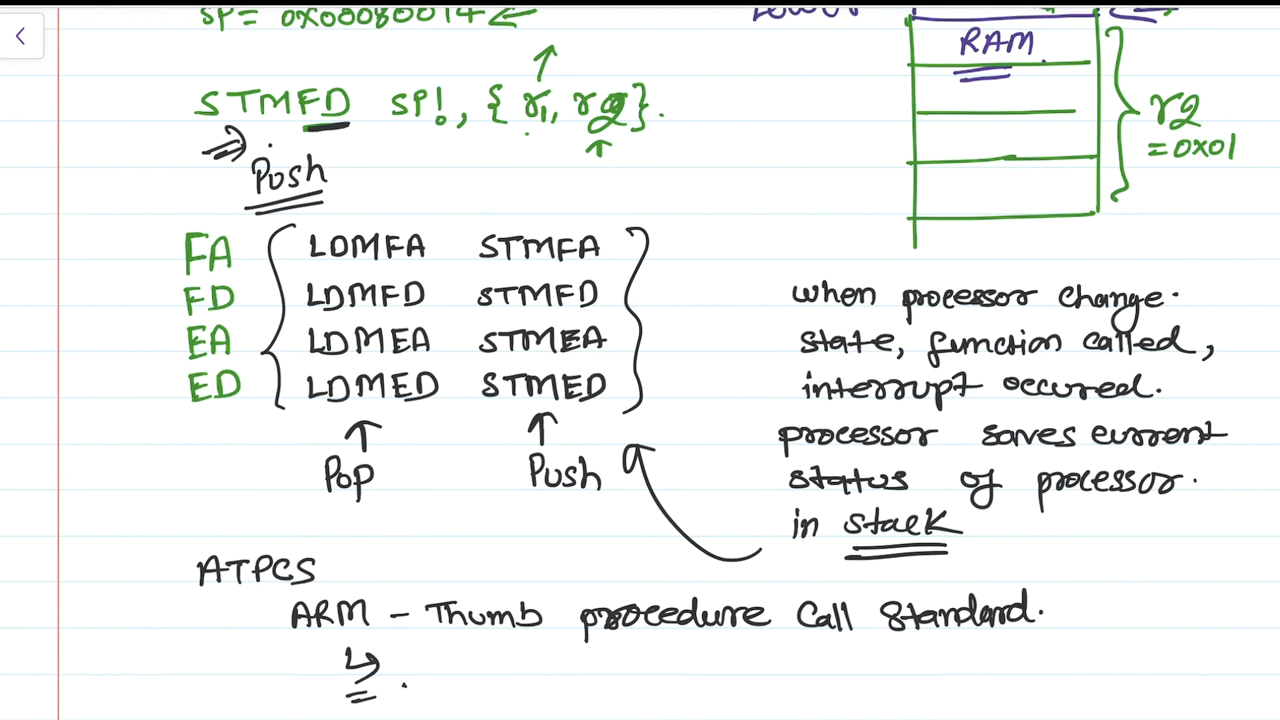 SP = 0x00080014
RAM
STMFD SP!, { r1, r2 }.
r2
= 0x01
Push
FA LDMFA STMFA
FD LDMFD STMFD
EA LDMEA STMEA
ED LDMED STMED
Pop Push
when processor change.
state, function called,
interrupt occured.
processor saves current
status of processor.
in stack
ATPCS
ARM - Thumb procedure Call Standard.